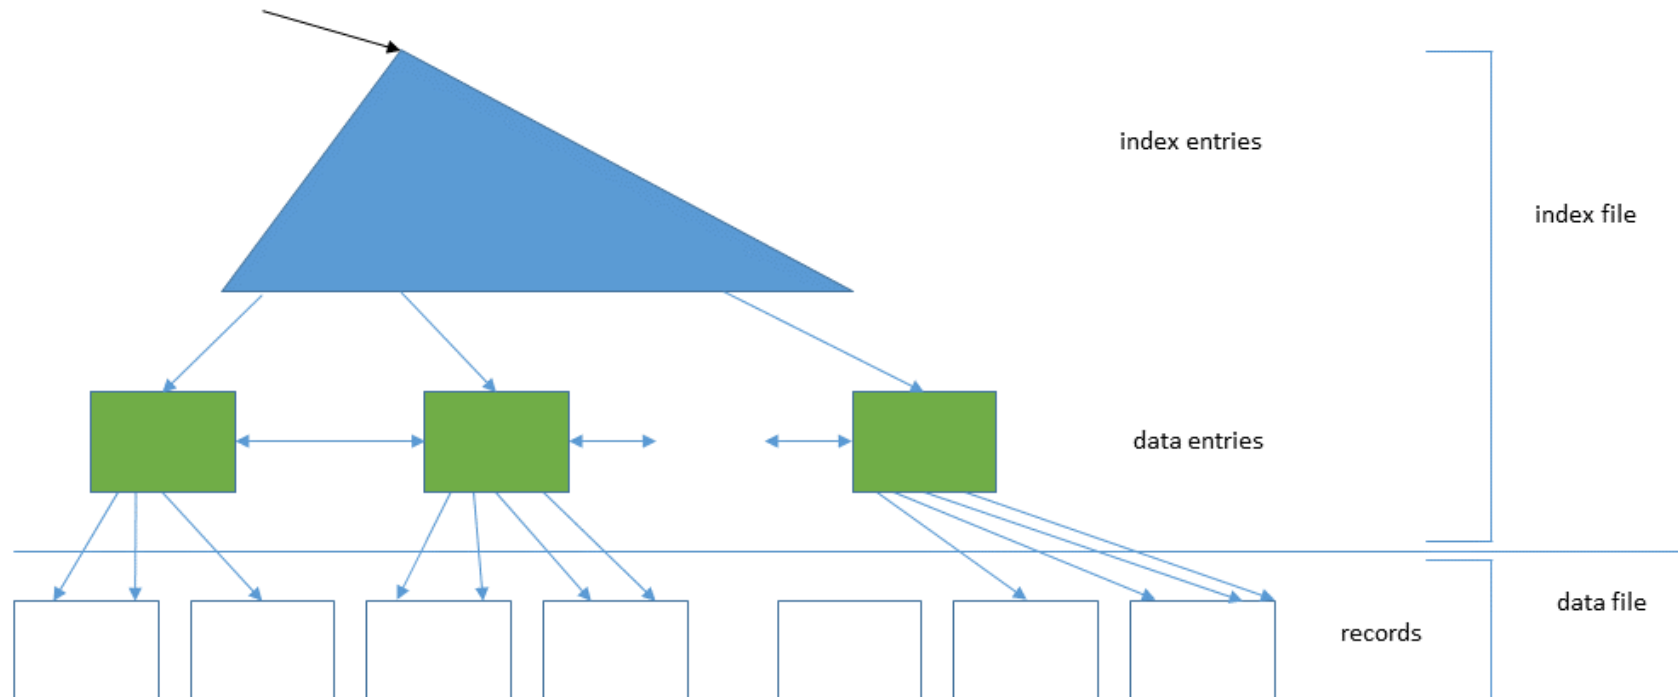 index entries
index file
data entries
data file
records